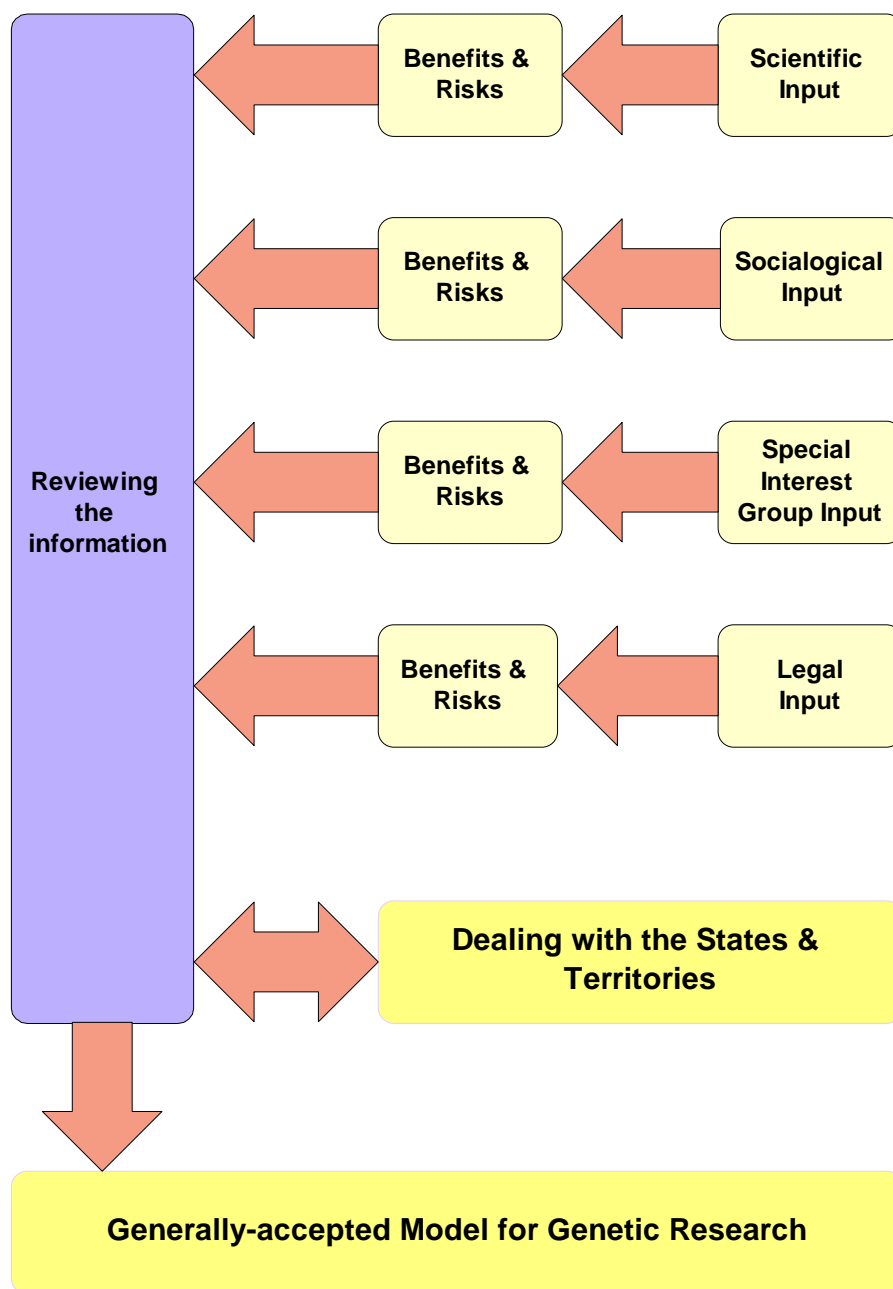 Benefits &
Risks
Scientific
Input
Benefits &
Risks
Socialogical
Input
Reviewing
the
information
Benefits &
Risks
Special
Interest
Group Input
Benefits &
Risks
Legal
Input
Dealing with the States &
Territories
Generally-accepted Model for Genetic Research